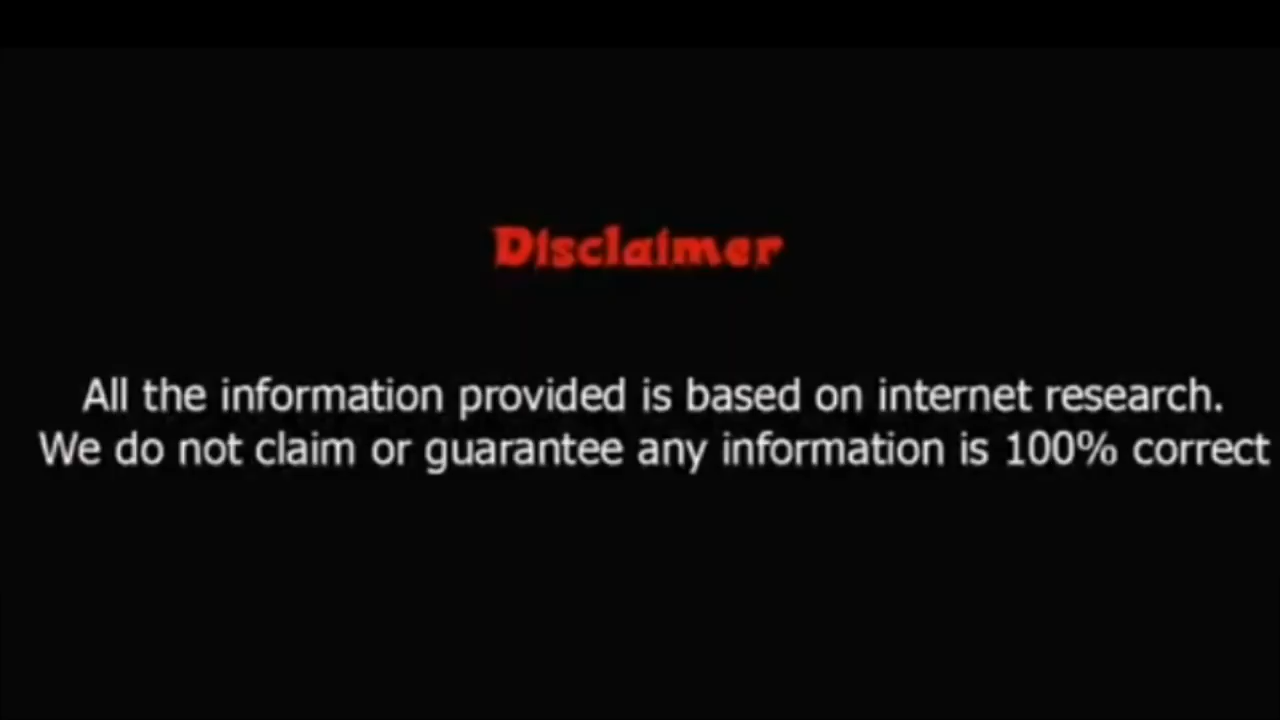 Disclaimer
All the information provided is based on internet research.
We do not claim or guarantee any information is 100% correct